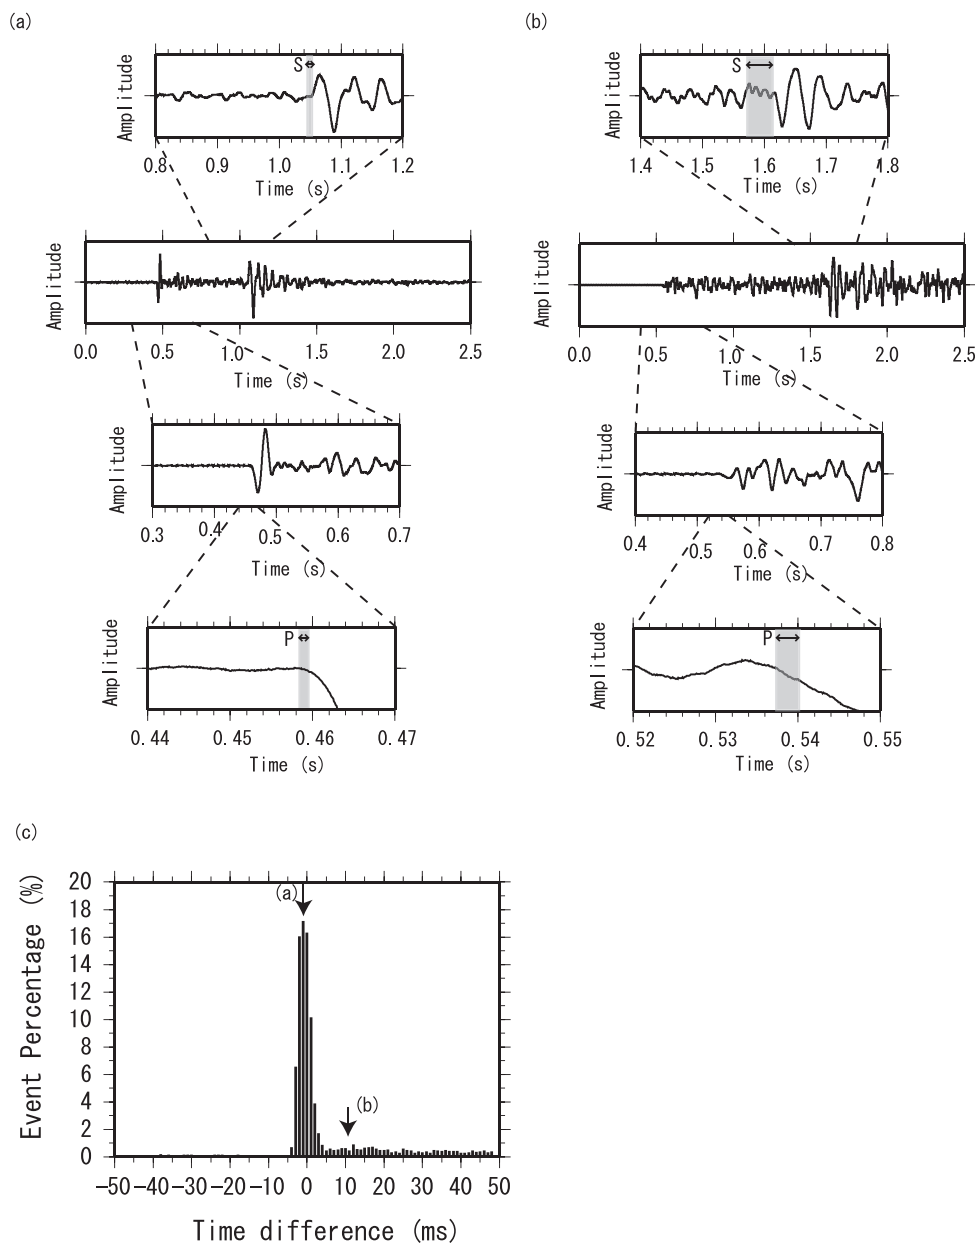 (a)
(b)
Amplitude
S
0.8 0.9 1.0 1.1 1.2
Time (s)
Amplitude
S
1.4 1.5 1.6 1.7 1.8
Time (s)
Amplitude
0.0 0.5 1.0 1.5 2.0 2.5
Time (s)
Amplitude
0.0 0.5 1.0 1.5 2.0 2.5
Time (s)
Amplitude
0.3 0.4 0.5 0.6 0.7
Time (s)
Amplitude
0.4 0.5 0.6 0.7 0.8
Time (s)
Amplitude
P
0.44 0.45 0.46 0.47
Time (s)
Amplitude
P
0.52 0.53 0.54 0.55
Time (s)
(c)
Event Percentage (%)
20
18
16
14
12
10
8
6
4
2
0
(a)
(b)
−50 −40 −30 −20 −10 0 10 20 30 40 50
Time difference (ms)